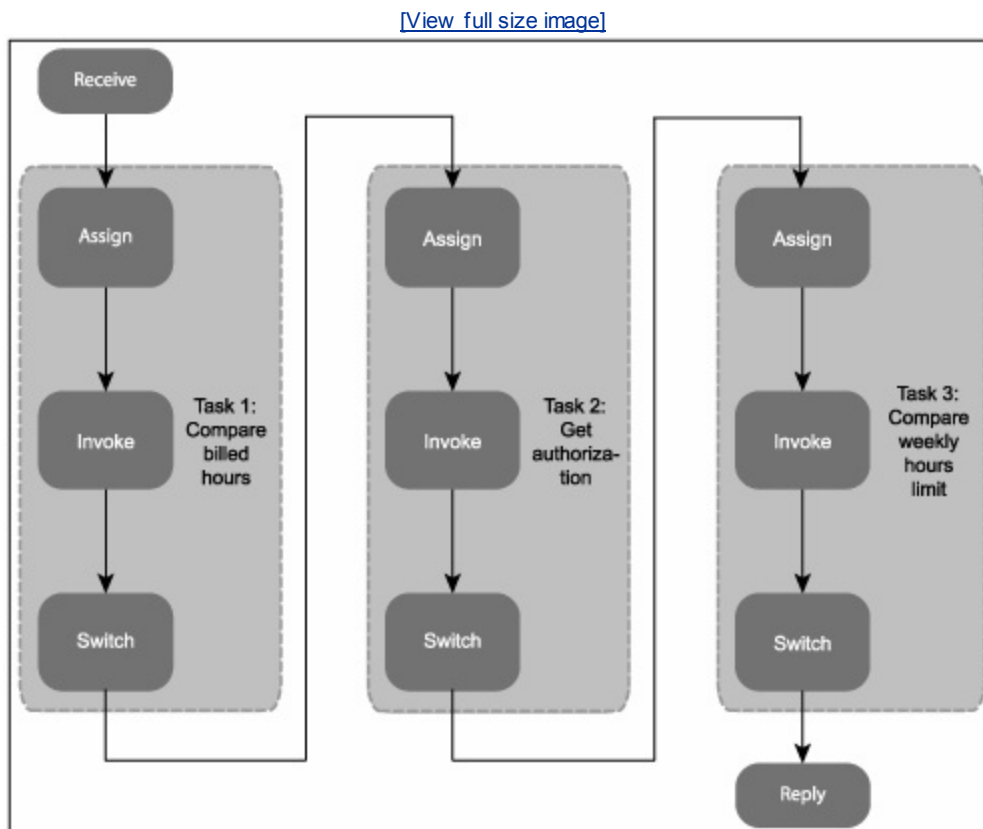 [View full size image]
Receive
Assign
Invoke
Task 1:
Compare
billed
hours
Switch
Assign
Invoke
Task 2:
Get
authoriza-
tion
Switch
Assign
Invoke
Task 3:
Compare
weekly
hours
limit
Switch
Reply